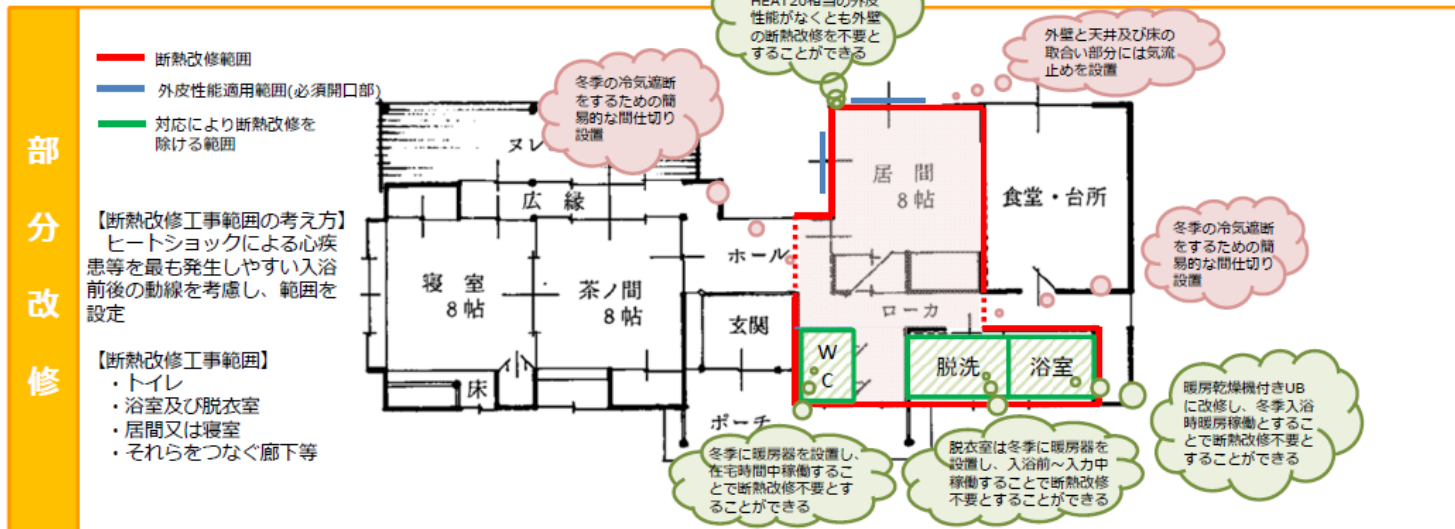 部分改修
断熱改修範囲
外皮性能適用範囲(必須開口部)
対応により断熱改修を
除ける範囲
【断熱改修工事範囲の考え方】
ヒートショックによる心疾
患等を最も発生しやすい入浴
前後の動線を考慮し、範囲を
設定
【断熱改修工事範囲】
・トイレ
・浴室及び脱衣室
・居間又は寝室
・それらをつなぐ廊下等
冬季の冷気遮断
をするための簡
易的な間仕切り
設置
HEAT20相当の外皮
性能がなくとも外壁
の断熱改修を不要と
することができる
外壁と天井及び床の
取合い部分には気流
止めを設置
冬季の冷気遮断
をするための簡
易的な間仕切り
設置
ヌレ
広縁
寝室
8帖
茶ノ間
8帖
床
ホール
玄関
ポーチ
居間
8帖
食堂・台所
ローカ
WC
脱洗
浴室
冬季に暖房器を設置し、
在宅時間中稼働するこ
とで断熱改修不要とす
ることができる
脱衣室は冬季に暖房器を
設置し、入浴前~入力中
稼働することで断熱改修
不要とすることができる
暖房乾燥機付きUB
に改修し、冬季入浴
時暖房稼働とするこ
とで断熱改修不要と
することができる